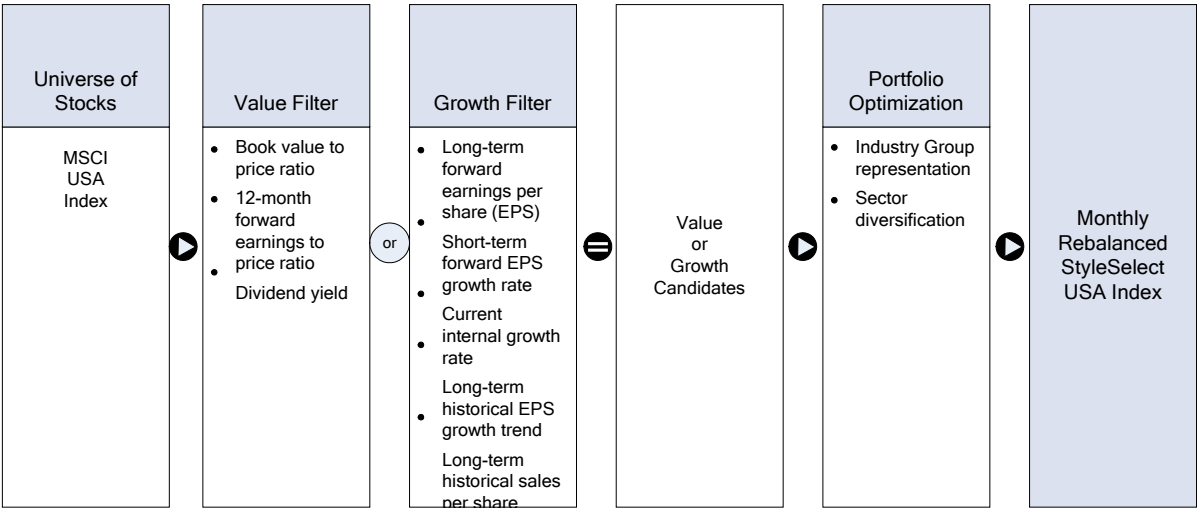 Universe of
Stocks
MSCI
USA
Index
Value Filter
• Book value to
price ratio
• 12-month
forward
earnings to
price ratio
• Dividend yield
or
Growth Filter
• Long-term
forward
earnings per
share (EPS)
• Short-term
forward EPS
growth rate
• Current
internal growth
rate
• Long-term
historical EPS
growth trend
• Long-term
historical sales
per share
=
Value
or
Growth
Candidates
Portfolio
Optimization
• Industry Group
representation
• Sector
diversification
Monthly
Rebalanced
StyleSelect
USA Index